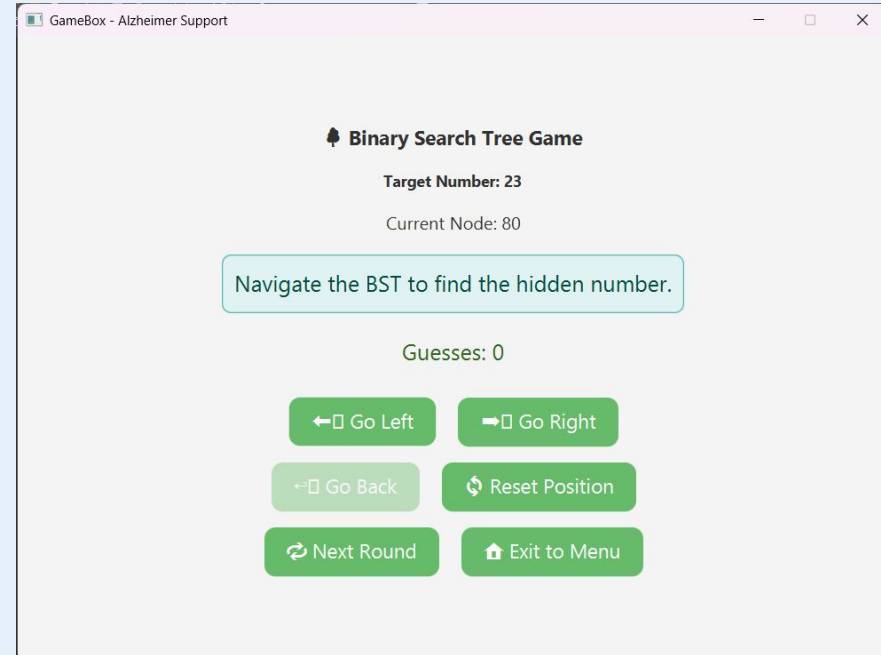 GameBox - Alzheimer Support
Binary Search Tree Game
Target Number: 23
Current Node: 80
Navigate the BST to find the hidden number.
Guesses: 0
Go Left
Go Right
Go Back
Reset Position
Next Round
Exit to Menu